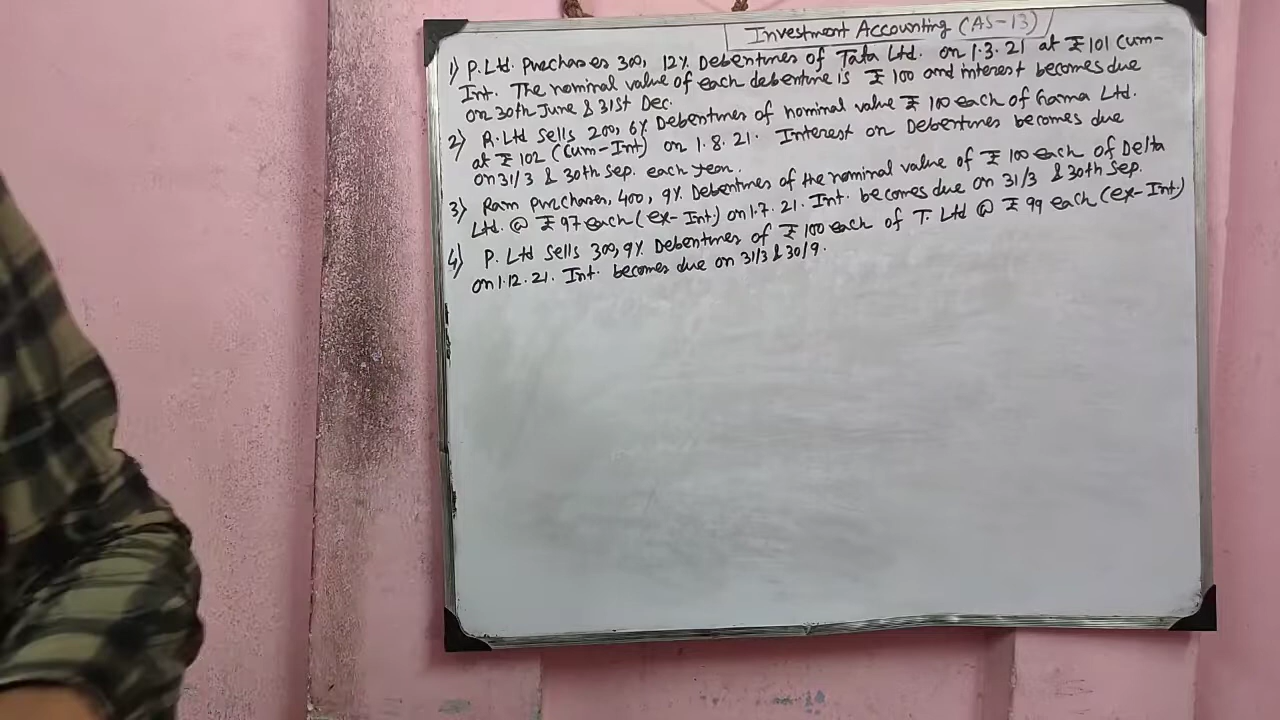 Investment Accounting (AS-13)
1) P. Ltd. Purchases 300, 12% Debentures of Tata Ltd. on 1.3.21 at ₹101 Cum-
Int. The nominal value of each debenture is ₹100 and interest becomes due
on 30th June & 31st Dec.
2) R. Ltd Sells 200, 6% Debentures of nominal value ₹100 each of Gama Ltd.
at ₹102 (Cum-Int) on 1.8.21. Interest on Debentures becomes due
on 31/3 & 30th Sep. each year.
3) Ram purchases, 400, 9% Debentures of the nominal value of ₹100 each of Delta
Ltd. @ ₹97 each (ex-Int) on 1.7.21. Int. becomes due on 31/3 & 30th Sep.
4) P. Ltd Sells 300, 9% Debentures of ₹100 each of T. Ltd @ ₹99 each (ex-Int)
on 1.12.21. Int. becomes due on 31/3 & 30/9.